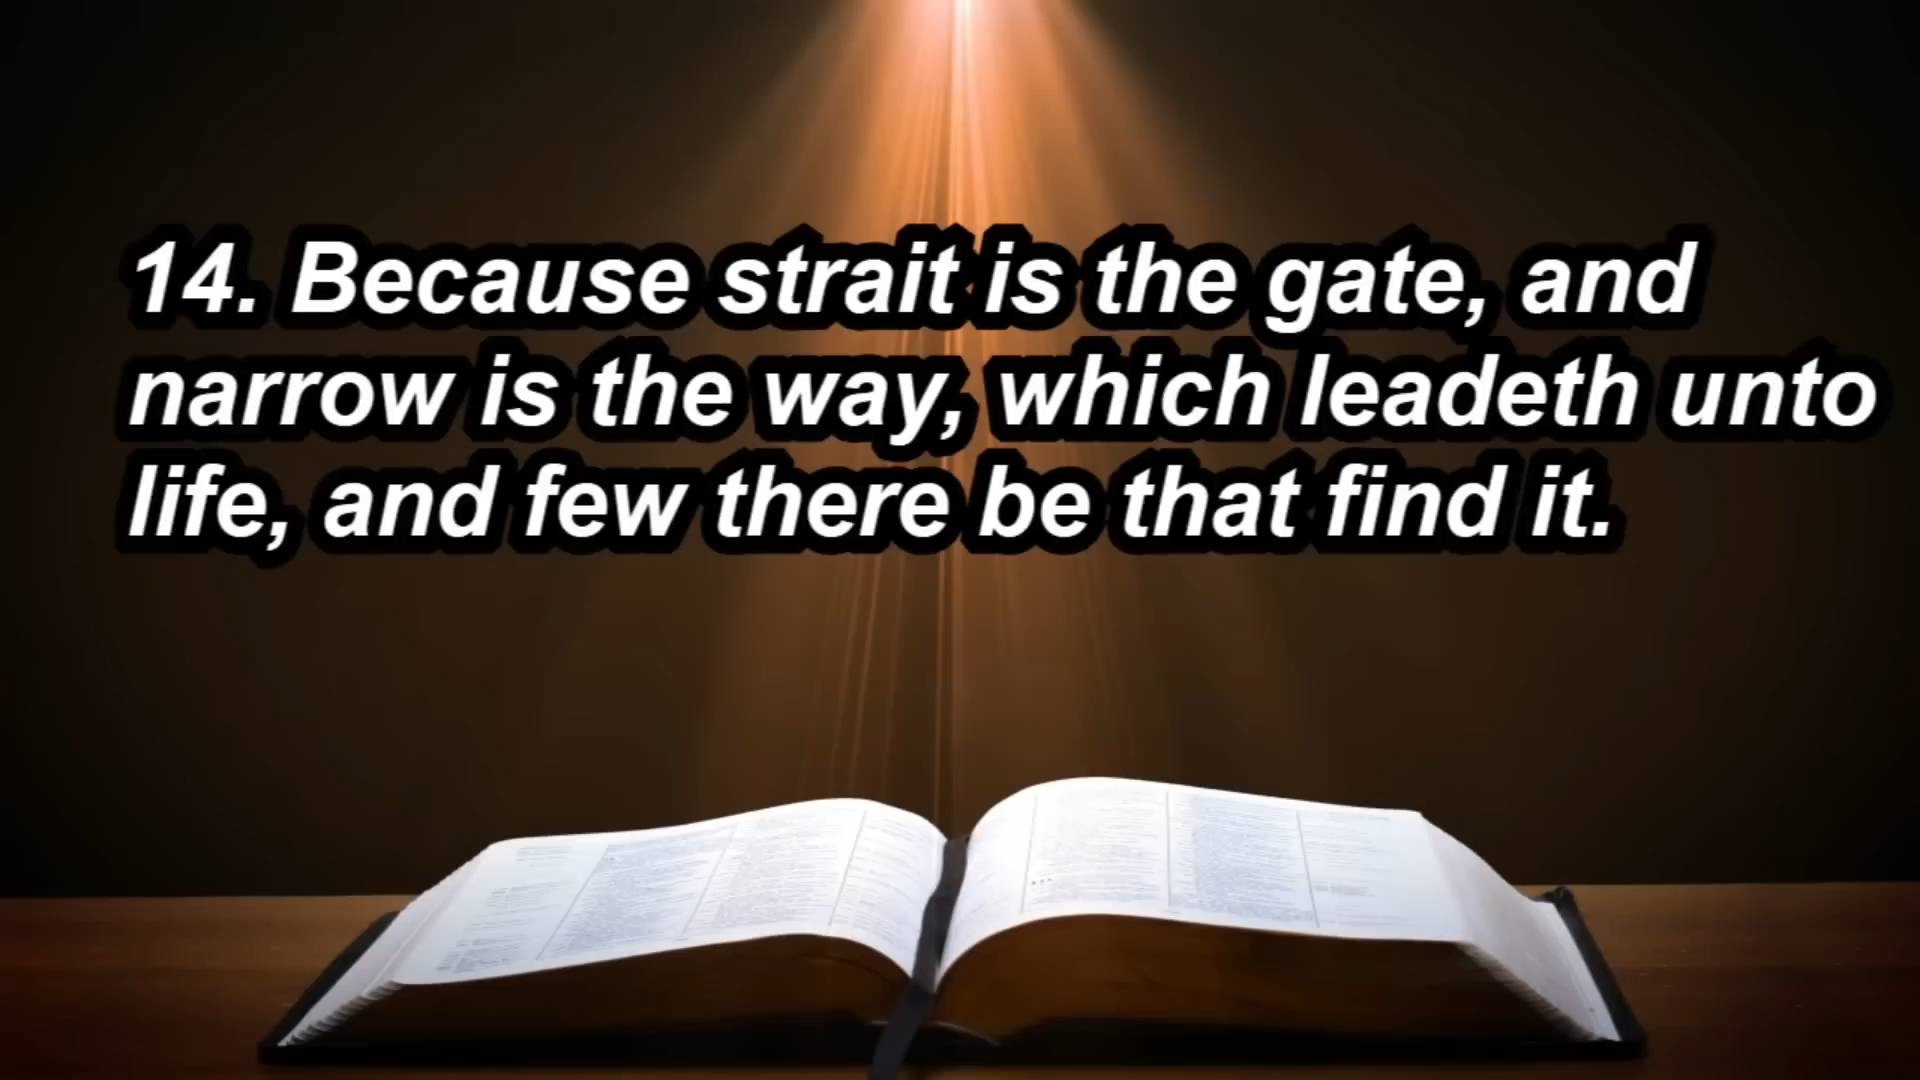 14. Because strait is the gate, and
narrow is the way, which leadeth unto
life, and few there be that find it.